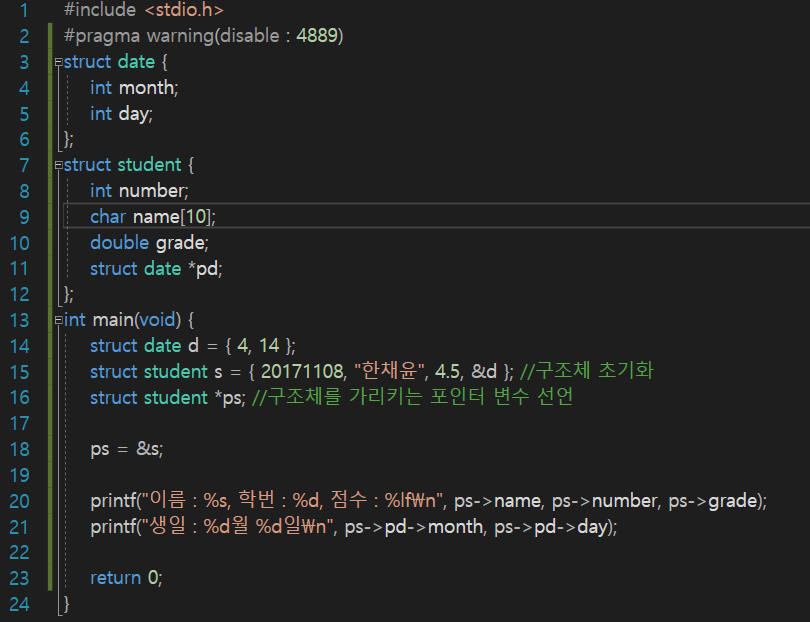 1 #include <stdio.h>
2 #pragma warning(disable : 4889)
3 struct date {
4 int month;
5 int day;
6 };
7 struct student {
8 int number;
9 char name[10];
10 double grade;
11 struct date *pd;
12 };
13 int main(void) {
14 struct date d = { 4, 14 };
15 struct student s = { 20171108, "한채윤", 4.5, &d }; //구조체 초기화
16 struct student *ps; //구조체를 가리키는 포인터 변수 선언
17
18 ps = &s;
19
20 printf("이름 : %s, 학번 : %d, 점수 : %lf₩n", ps->name, ps->number, ps->grade);
21 printf("생일 : %d월 %d일₩n", ps->pd->month, ps->pd->day);
22
23 return 0;
24 }